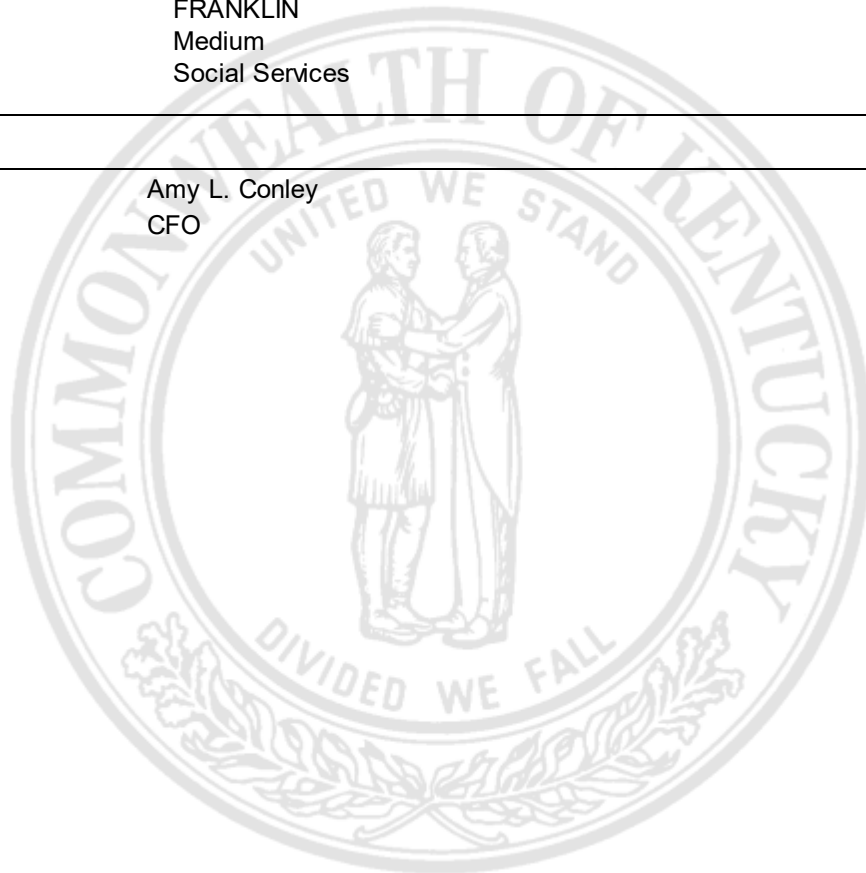 FRANKLIN
Medium
Social Services
Amy L. Conley
CFO
COMMONWEALTH OF KENTUCKY
UNITED WE STAND
DIVIDED WE FALL